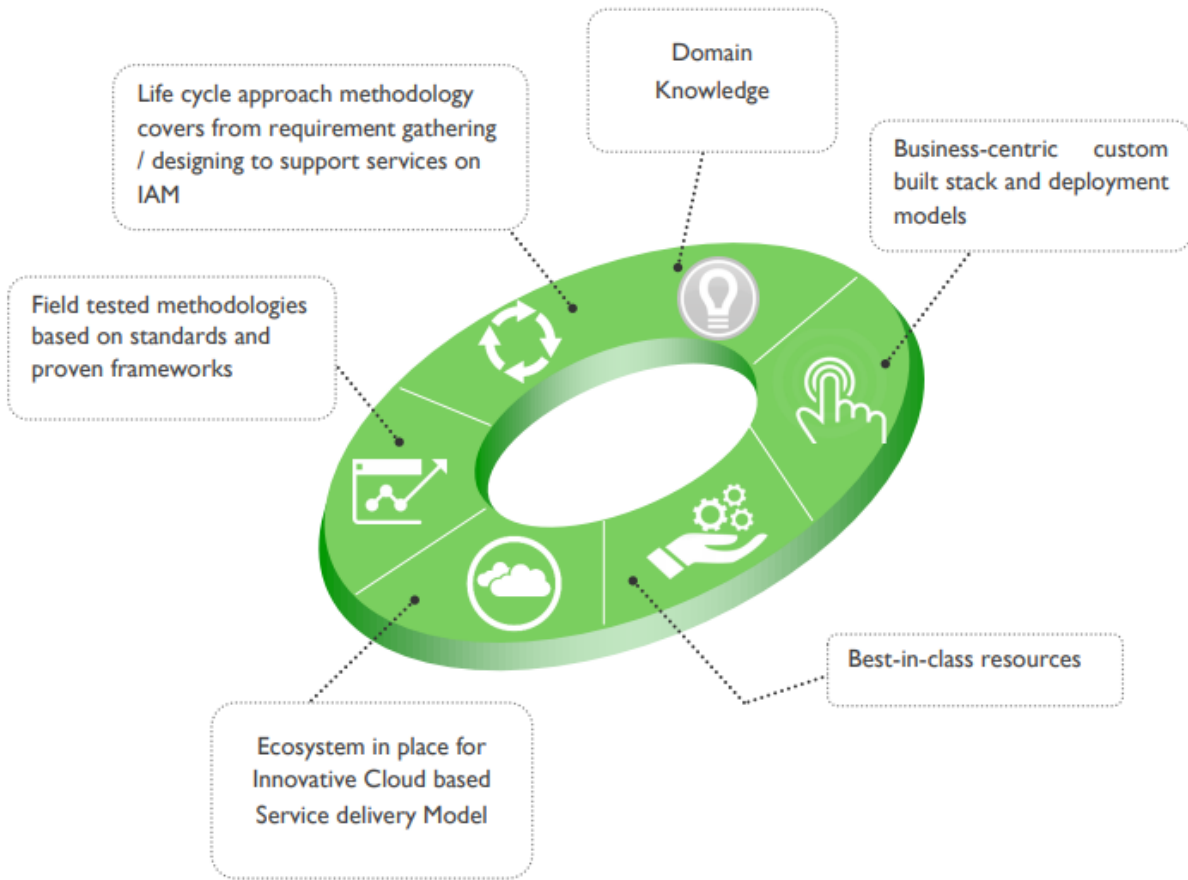 Domain
Knowledge
Life cycle approach methodology
covers from requirement gathering
/ designing to support services on
IAM
Business-centric custom
built stack and deployment
models
Field tested methodologies
based on standards and
proven frameworks
Best-in-class resources
Ecosystem in place for
Innovative Cloud based
Service delivery Model